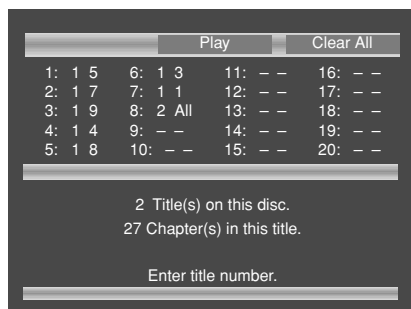 Play Clear All
1: 1 5 6: 1 3 11: – – 16: – –
2: 1 7 7: 1 1 12: – – 17: – –
3: 1 9 8: 2 All 13: – – 18: – –
4: 1 4 9: – – 14: – – 19: – –
5: 1 8 10: – – 15: – – 20: – –
2 Title(s) on this disc.
27 Chapter(s) in this title.
Enter title number.